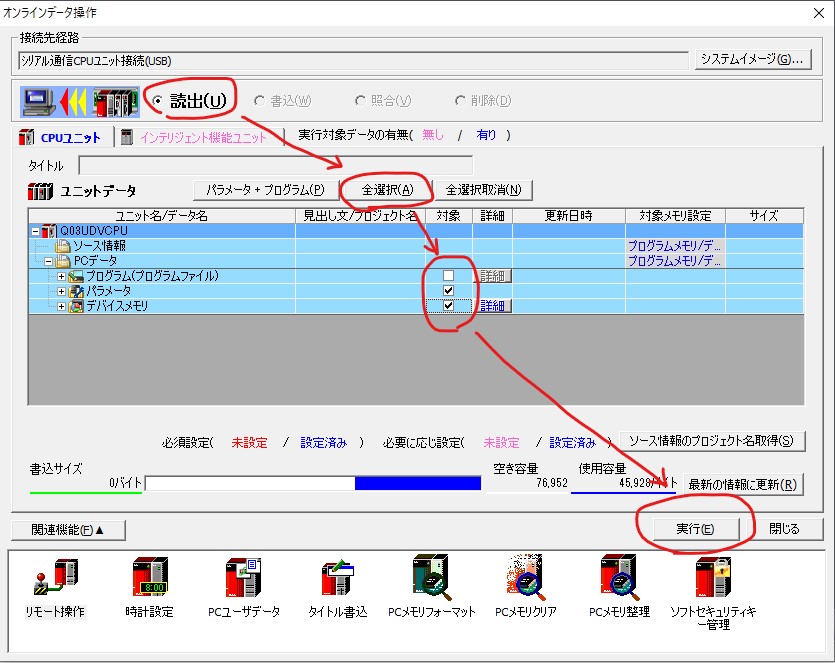 オンラインデータ操作
接続先経路
シリアル通信CPUユニット接続(USB)
システムイメージ(G)...
読出(U)
書込(W)
照合(V)
削除(D)
CPUユニット
インテリジェント機能ユニット
実行対象データの有無( 無し / 有り )
タイトル
ユニットデータ
パラメータ+プログラム(P)
全選択(A)
全選択取消(N)
ユニット名/データ名 見出し文/プロジェクト名 対象 詳細 更新日時 対象メモリ設定 サイズ
Q03UDVCPU
ソース情報 プログラムメモリ/デ...
PCデータ プログラムメモリ/デ...
プログラム(プログラムファイル) 詳細
パラメータ
デバイスメモリ 詳細
必須設定( 未設定 / 設定済み ) 必要に応じ設定( 未設定 / 設定済み )
ソース情報のプロジェクト名取得(S)
書込サイズ
0バイト
空き容量
76,952
使用容量
45,928バイト
最新の情報に更新(R)
関連機能(F)▲
実行(E)
閉じる
リモート操作
時計設定
8:00
PCユーザデータ
タイトル書込
PCメモリフォーマット
PCメモリクリア
PCメモリ整理
ソフトセキュリティキ
ー管理